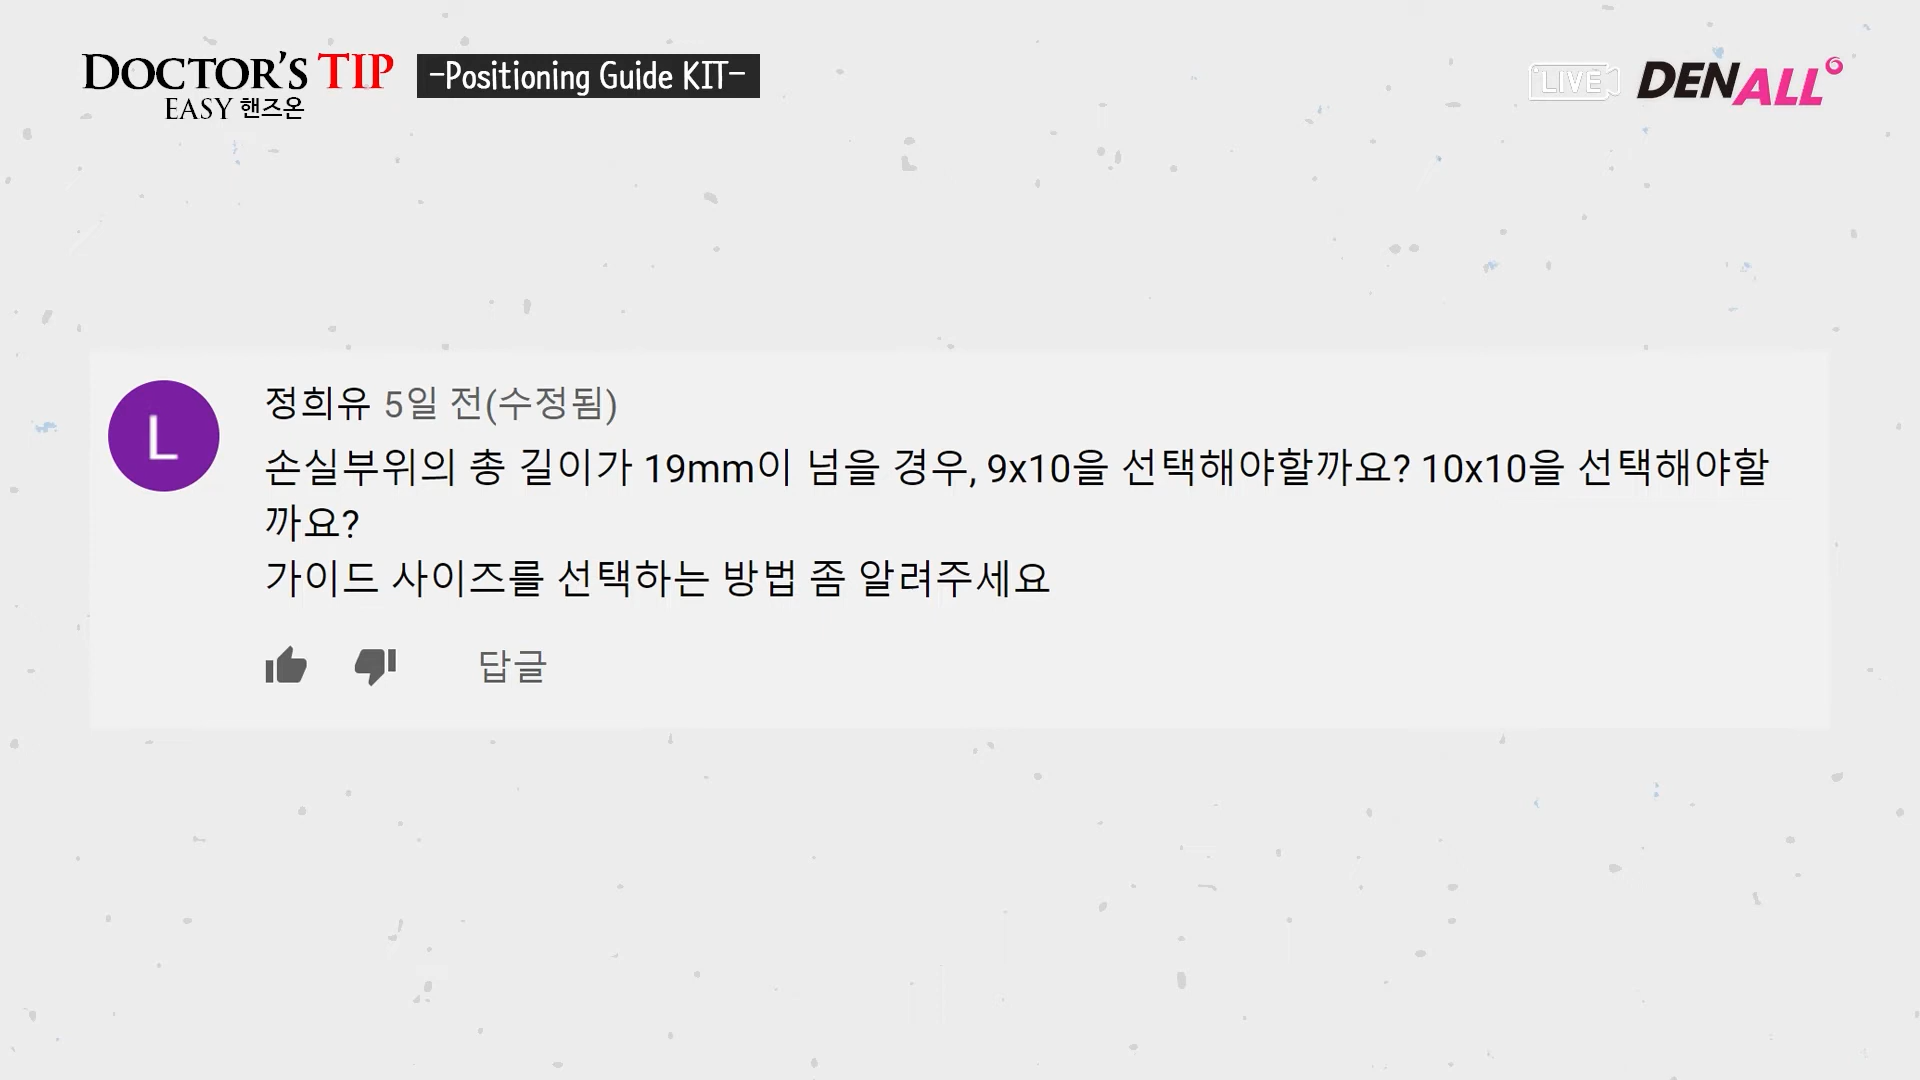 DOCTOR'S TIP
EASY 핸즈온
-Positioning Guide KIT-
LIVE
DENALL
L
정희유 5일 전(수정됨)
손실부위의 총 길이가 19mm이 넘을 경우, 9x10을 선택해야할까요? 10x10을 선택해야할
까요?
가이드 사이즈를 선택하는 방법 좀 알려주세요
답글